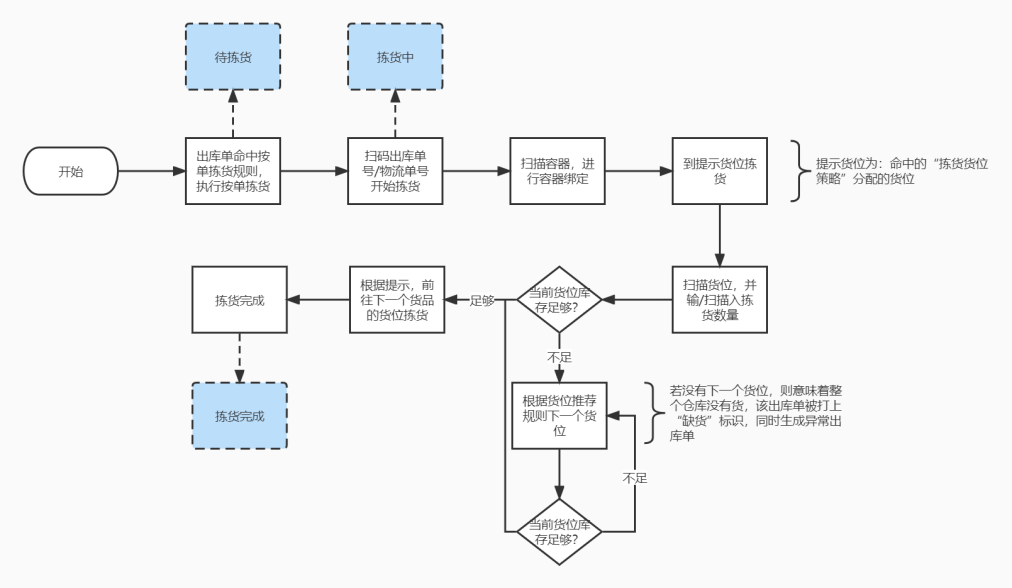 待拣货
拣货中
开始
出库单命中按
单拣货规则，
执行按单拣货
扫码出库单
号/物流单号
开始拣货
扫描容器，进
行容器绑定
到提示货位拣
货
提示货位为：命中的“拣货货位
策略”分配的货位
拣货完成
根据提示，前
往下一个货品
的货位拣货
足够
当前货位库
存足够？
扫描货位，并
输/扫描入拣
货数量
不足
拣货完成
根据货位推荐
规则下一个货
位
若没有下一个货位，则意味着整
个仓库没有货，该出库单被打上
“缺货”标识，同时生成异常出
库单
不足
当前货位库
存足够？